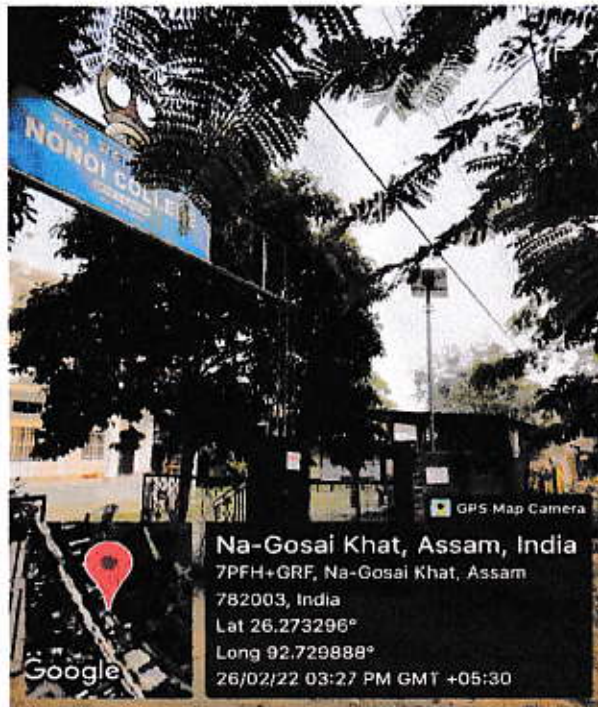 NONOI COLLE
GPS Map Camera
Na-Gosai Khat, Assam, India
7PFH+GRF, Na-Gosai Khat, Assam
782003, India
Lat 26.273296°
Long 92.729888°
26/02/22 03:27 PM GMT +05:30
Google